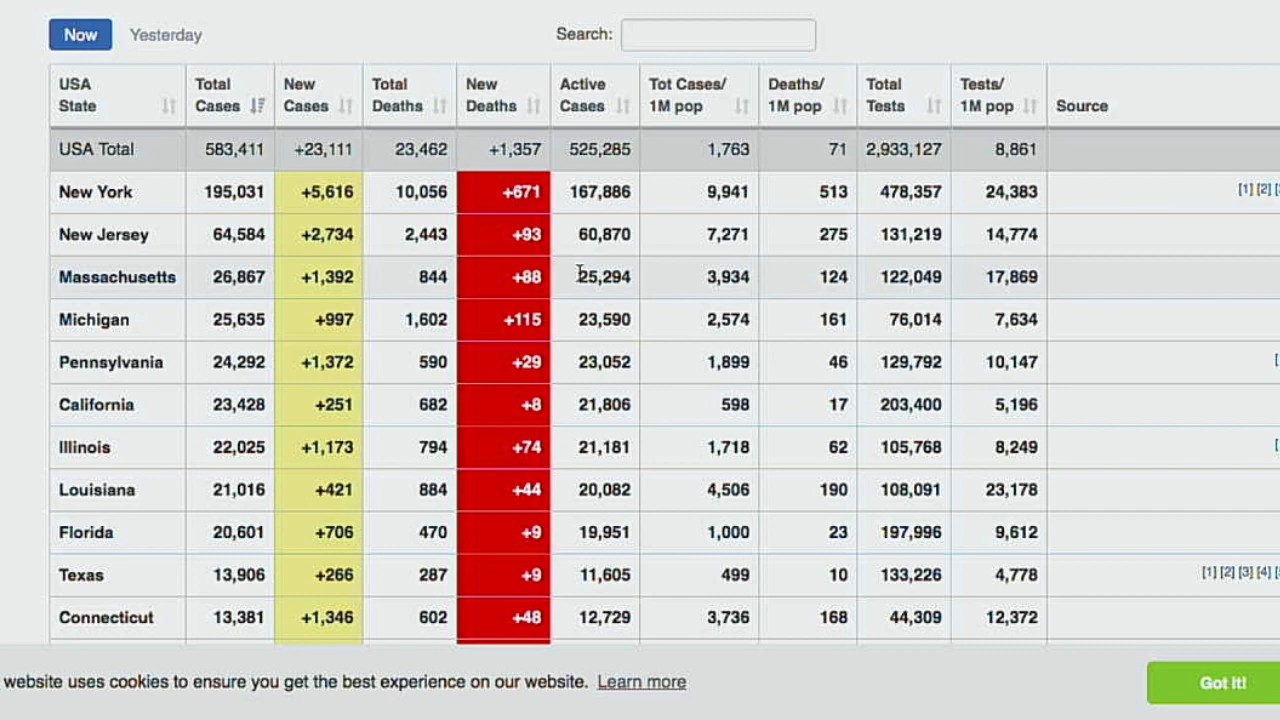 Now Yesterday Search:
USA State Total Cases New Cases Total Deaths New Deaths Active Cases Tot Cases/ 1M pop Deaths/ 1M pop Total Tests Tests/ 1M pop Source
USA Total 583,411 +23,111 23,462 +1,357 525,285 1,763 71 2,933,127 8,861
New York 195,031 +5,616 10,056 +671 167,886 9,941 513 478,357 24,383 [1] [2] [
New Jersey 64,584 +2,734 2,443 +93 60,870 7,271 275 131,219 14,774
Massachusetts 26,867 +1,392 844 +88 25,294 3,934 124 122,049 17,869
Michigan 25,635 +997 1,602 +115 23,590 2,574 161 76,014 7,634
Pennsylvania 24,292 +1,372 590 +29 23,052 1,899 46 129,792 10,147 [
California 23,428 +251 682 +8 21,806 598 17 203,400 5,196
Illinois 22,025 +1,173 794 +74 21,181 1,718 62 105,768 8,249 [
Louisiana 21,016 +421 884 +44 20,082 4,506 190 108,091 23,178
Florida 20,601 +706 470 +9 19,951 1,000 23 197,996 9,612
Texas 13,906 +266 287 +9 11,605 499 10 133,226 4,778 [1] [2] [3] [4] [
Connecticut 13,381 +1,346 602 +48 12,729 3,736 168 44,309 12,372
website uses cookies to ensure you get the best experience on our website. Learn more Got it!